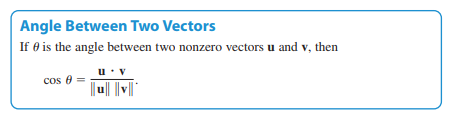 Angle Between Two Vectors
If θ is the angle between two nonzero vectors u and v, then
cos θ = u · v / ‖u‖ ‖v‖.